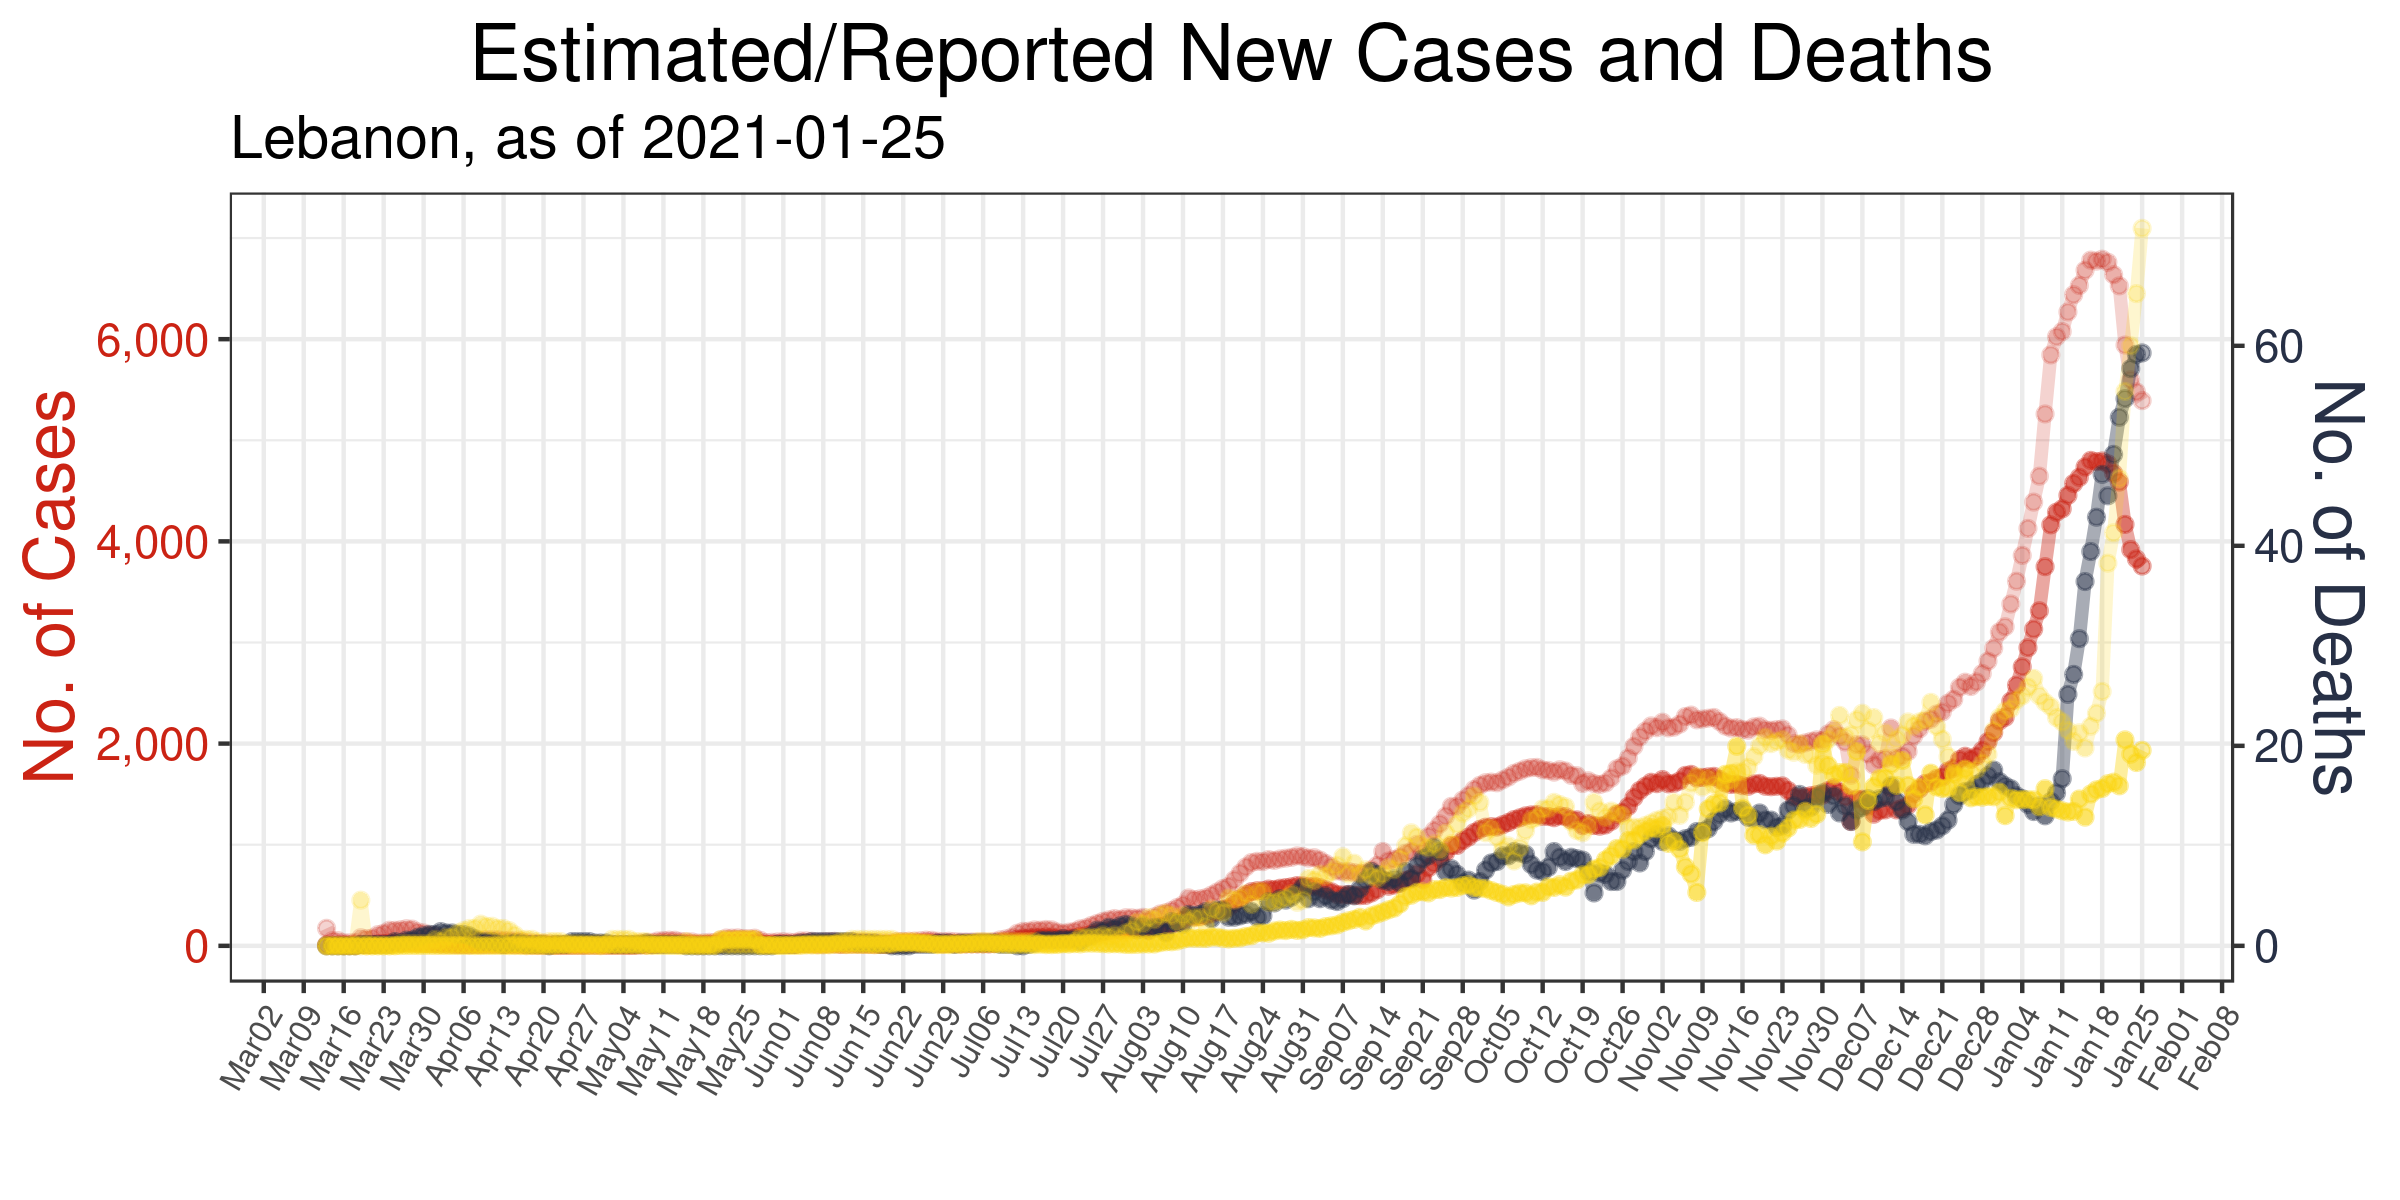 Estimated/Reported New Cases and Deaths
Lebanon, as of 2021-01-25
No. of Cases
6,000
4,000
2,000
0
60
40
20
0
No. of Deaths
Mar02 Mar09 Mar16 Mar23 Mar30 Apr06 Apr13 Apr20 Apr27 May04 May11 May18 May25 Jun01 Jun08 Jun15 Jun22 Jun29 Jul06 Jul13 Jul20 Jul27 Aug03 Aug10 Aug17 Aug24 Aug31 Sep07 Sep14 Sep21 Sep28 Oct05 Oct12 Oct19 Oct26 Nov02 Nov09 Nov16 Nov23 Nov30 Dec07 Dec14 Dec21 Dec28 Jan04 Jan11 Jan18 Jan25 Feb01 Feb08